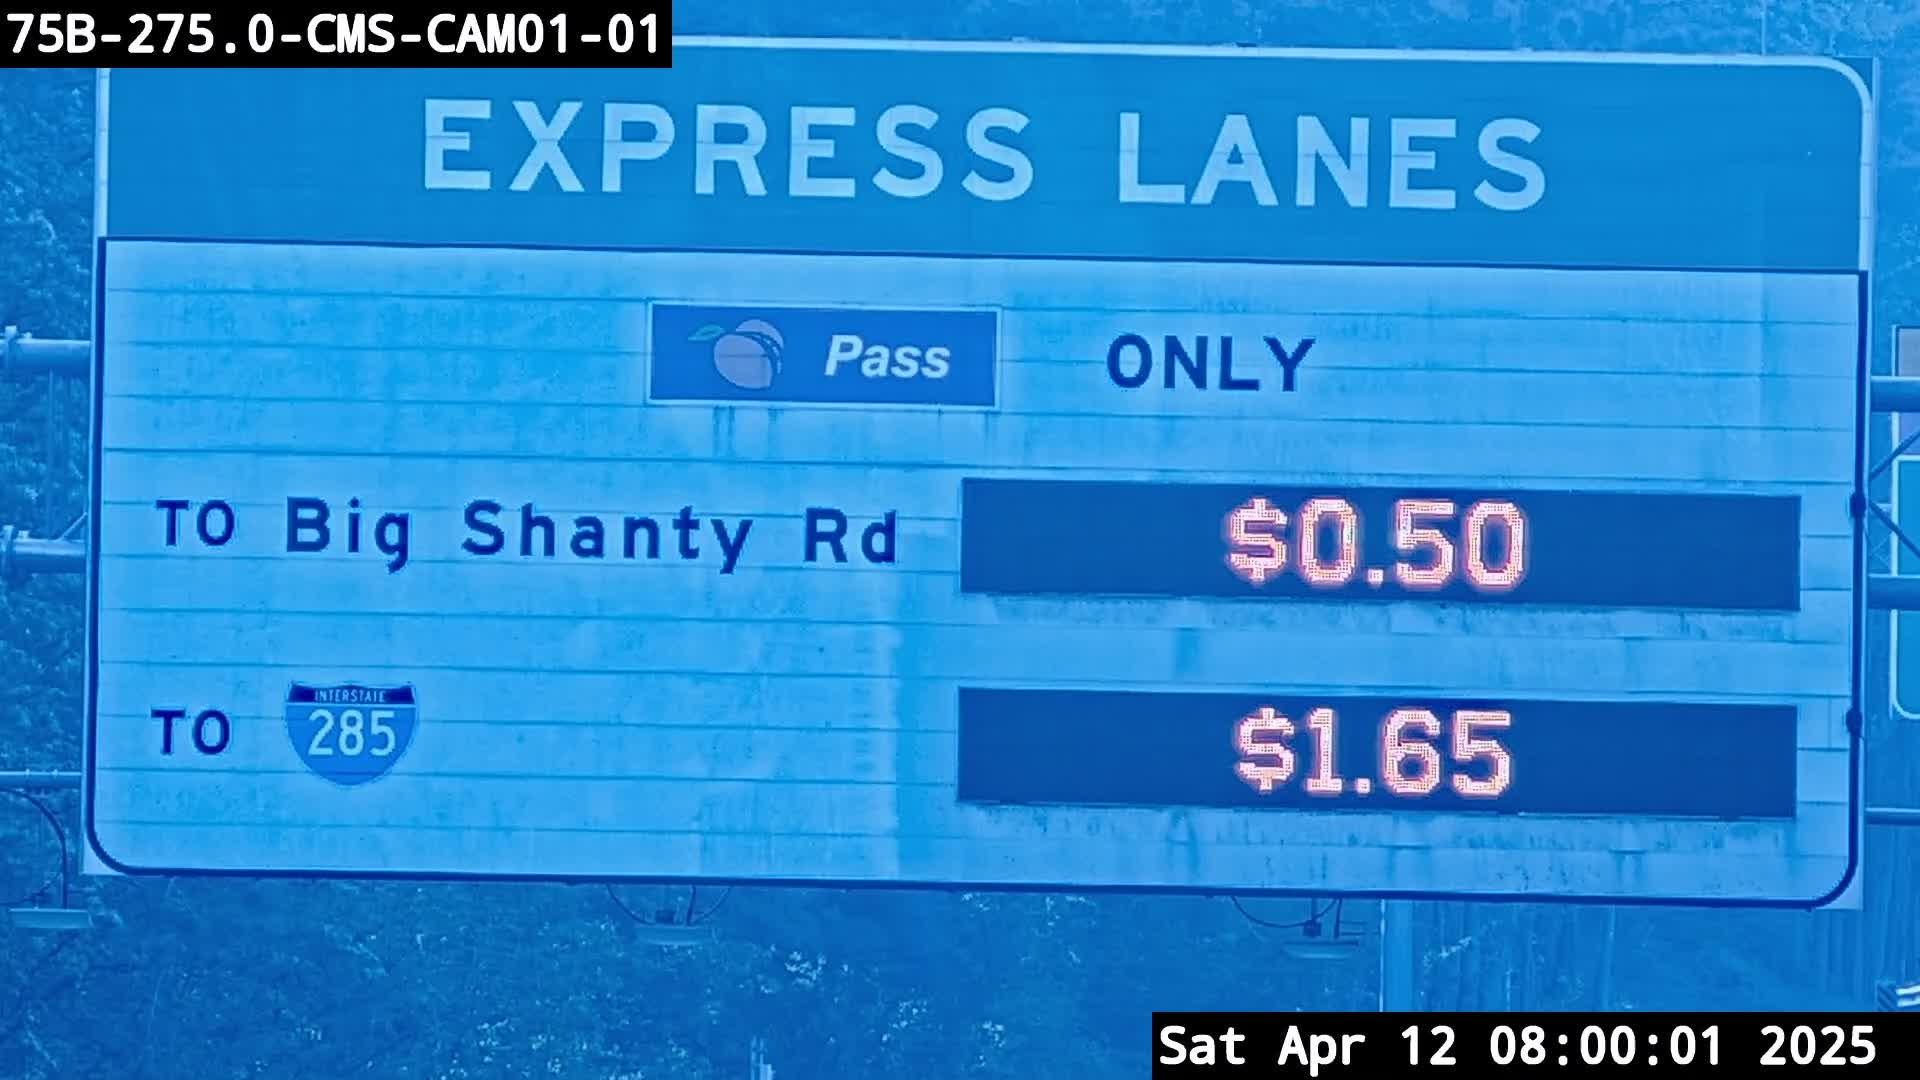 75B-275.0-CMS-CAM01-01
EXPRESS LANES
Pass ONLY
TO Big Shanty Rd $0.50
TO INTERSTATE 285 $1.65
Sat Apr 12 08:00:01 2025